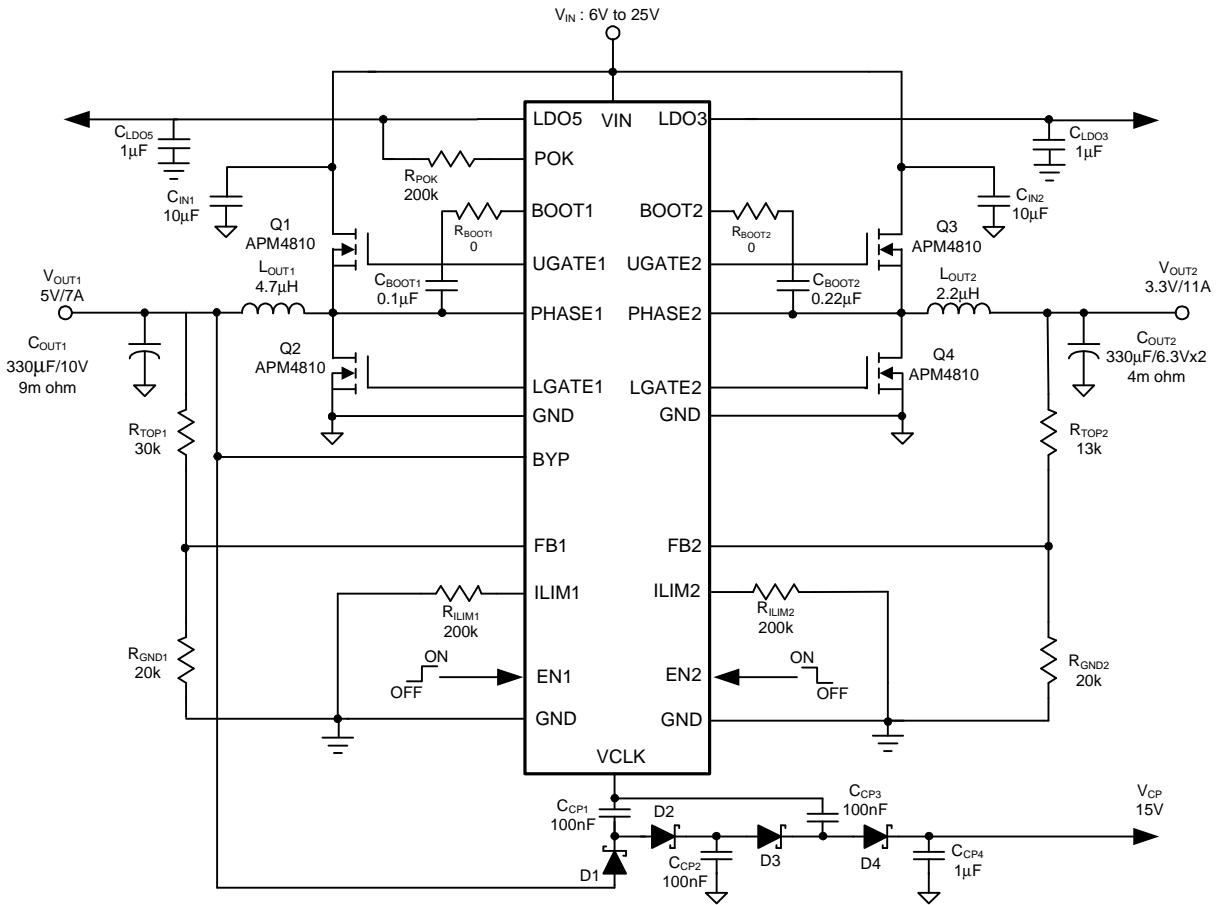 VIN : 6V to 25V
LDO5
VIN
LDO3
CLDO5
1µF
CLDO3
1µF
POK
RPOK
200k
CIN1
10µF
CIN2
10µF
BOOT1
BOOT2
RBOOT1
0
RBOOT2
0
Q1
APM4810
Q3
APM4810
UGATE1
UGATE2
CBOOT1
0.1µF
CBOOT2
0.22µF
VOUT1
5V/7A
LOUT1
4.7µH
LOUT2
2.2µH
VOUT2
3.3V/11A
PHASE1
PHASE2
COUT1
330µF/10V
9m ohm
Q2
APM4810
Q4
APM4810
COUT2
330µF/6.3Vx2
4m ohm
LGATE1
LGATE2
GND
GND
RTOP1
30k
RTOP2
13k
BYP
FB1
FB2
ILIM1
ILIM2
RILIM1
200k
RILIM2
200k
RGND1
20k
RGND2
20k
ON
OFF
EN1
EN2
ON
OFF
GND
GND
VCLK
CCP1
100nF
D2
CCP3
100nF
VCP
15V
D1
CCP2
100nF
D3
D4
CCP4
1µF